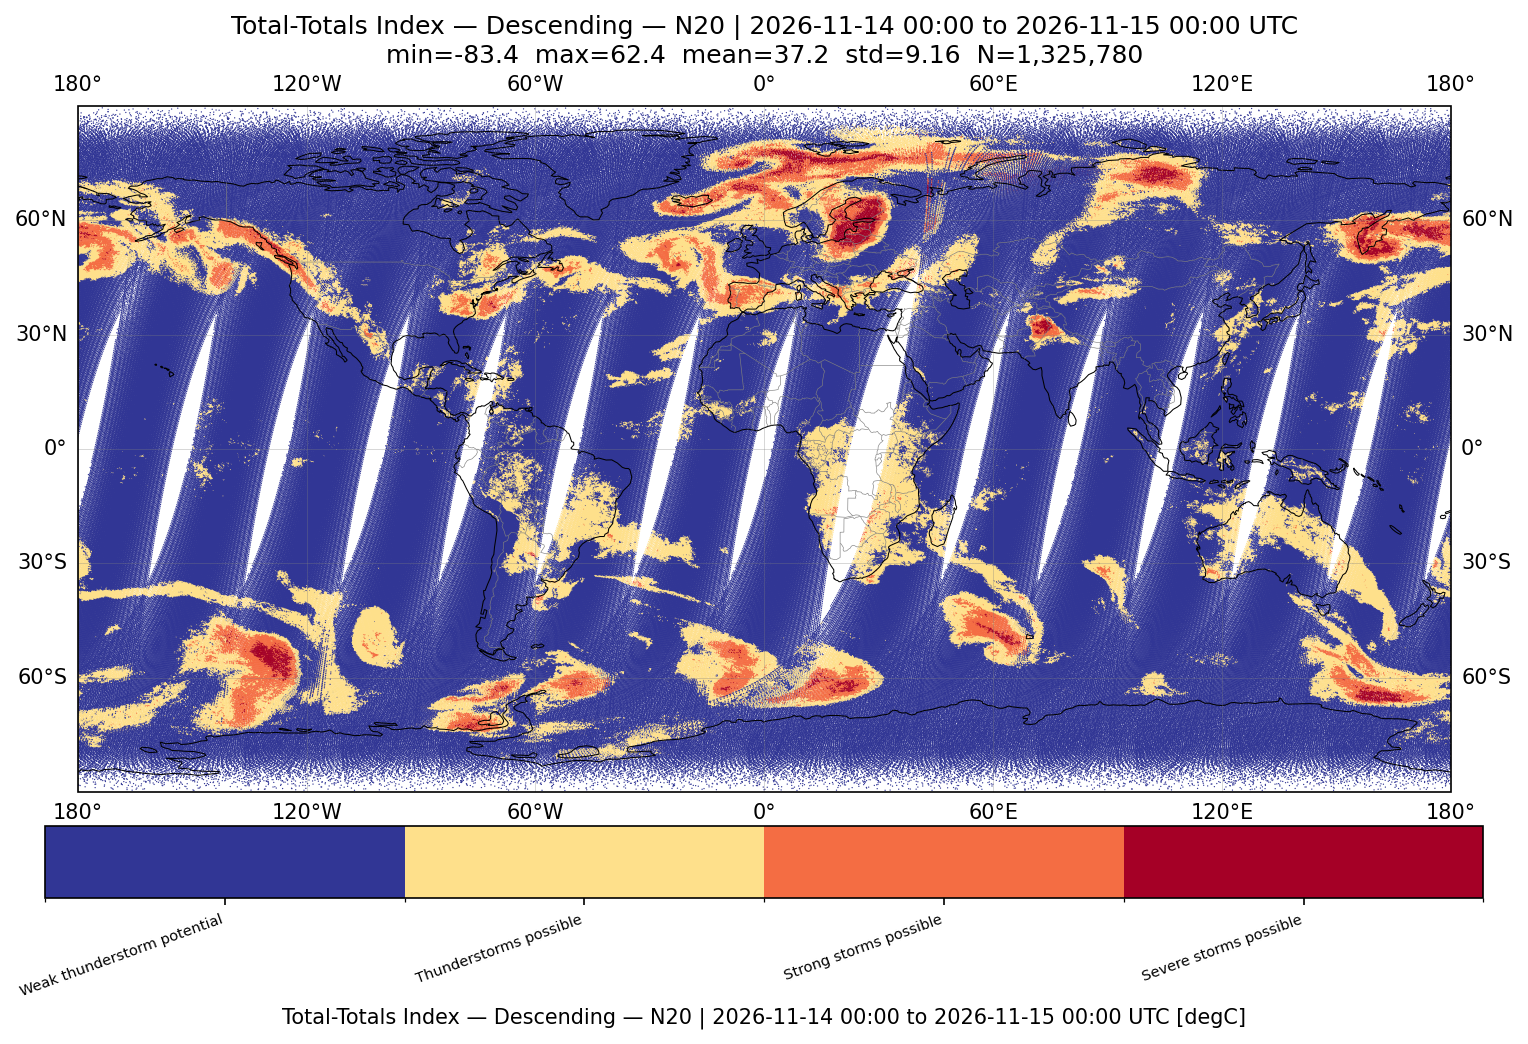 Total-Totals Index — Descending — N20 | 2026-11-14 00:00 to 2026-11-15 00:00 UTC
min=-83.4 max=62.4 mean=37.2 std=9.16 N=1,325,780
180° 120°W 60°W 0° 60°E 120°E 180°
60°N 60°N
30°N 30°N
0° 0°
30°S 30°S
60°S 60°S
180° 120°W 60°W 0° 60°E 120°E 180°
Weak thunderstorm potential
Thunderstorms possible
Strong storms possible
Severe storms possible
Total-Totals Index — Descending — N20 | 2026-11-14 00:00 to 2026-11-15 00:00 UTC [degC]